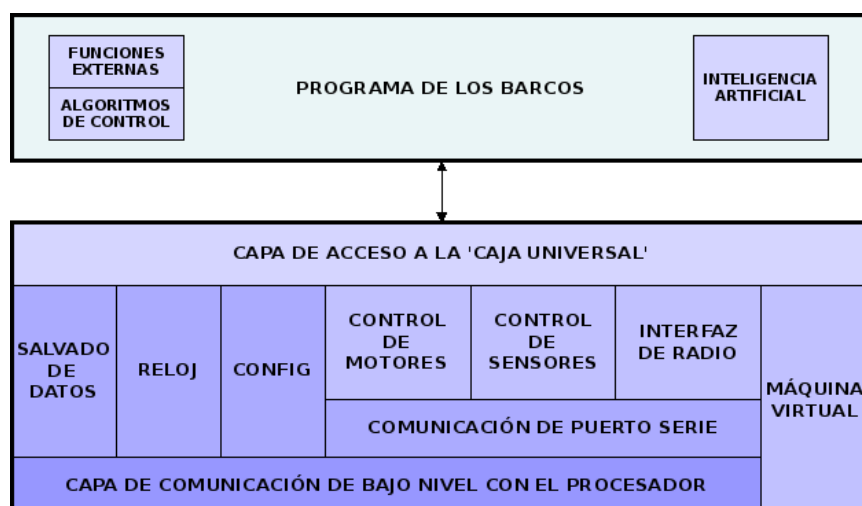 FUNCIONES
EXTERNAS
ALGORITMOS
DE CONTROL
PROGRAMA DE LOS BARCOS
INTELIGENCIA
ARTIFICIAL
CAPA DE ACCESO A LA 'CAJA UNIVERSAL'
SALVADO
DE
DATOS
RELOJ
CONFIG
CONTROL
DE
MOTORES
CONTROL
DE
SENSORES
INTERFAZ
DE RADIO
MÁQUINA
VIRTUAL
COMUNICACIÓN DE PUERTO SERIE
CAPA DE COMUNICACIÓN DE BAJO NIVEL CON EL PROCESADOR